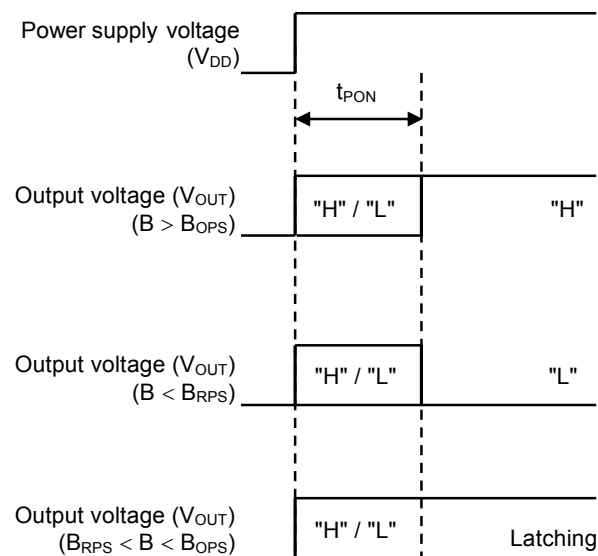 Power supply voltage
(VDD)
tPON
Output voltage (VOUT)
(B > BOPS)
"H" / "L"
"H"
Output voltage (VOUT)
(B < BRPS)
"H" / "L"
"L"
Output voltage (VOUT)
(BRPS < B < BOPS)
"H" / "L"
Latching